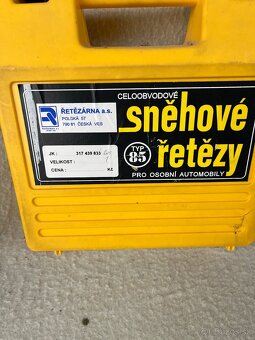 CELOOBVODOVÉ
sněhové
TYP
85
řetězy
PRO OSOBNÍ AUTOMOBILY
ŘETĚZÁRNA a.s.
POLSKÁ 57
790 81 ČESKÁ VES
JK : 317 439 633
VELIKOST :
CENA : Kč